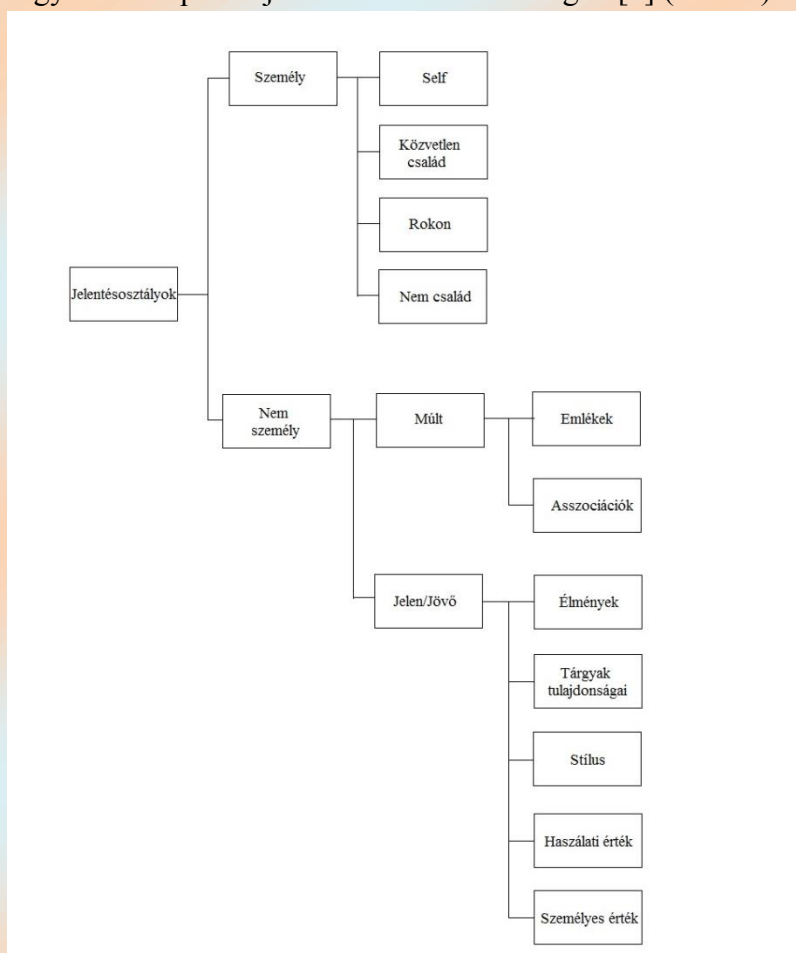 Személy
Self
Közvetlen
család
Rokon
Nem család
Jelentésosztályok
Nem
személy
Múlt
Emlékek
Asszociációk
Jelen/Jövő
Élmények
Tárgyak
tulajdonságai
Stílus
Haszálati érték
Személyes érték